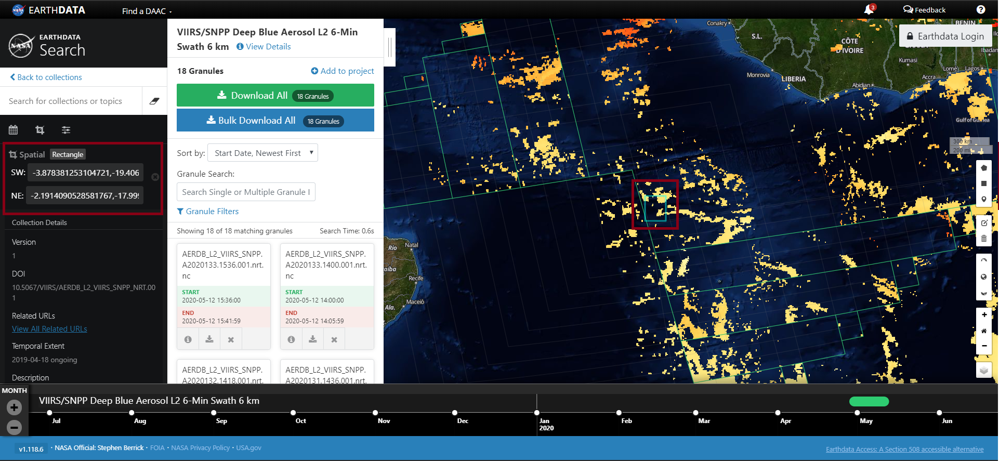 NASA EARTHDATA
Find a DAAC
3
Feedback
?
NASA
EARTHDATA
Search
Back to collections
Search for collections or topics
Spatial Rectangle
SW: -3.878381253104721,-19.406
NE: -2.1914090528581767,-17.999
Collection Details
Version
1
DOI
10.5067/VIIRS/AERDB_L2_VIIRS_SNPP_NRT.00
1
Related URLs
View All Related URLs
Temporal Extent
2019-04-18 ongoing
Description
VIIRS/SNPP Deep Blue Aerosol L2 6-Min
Swath 6 km View Details
18 Granules
Add to project
Download All 18 Granules
Bulk Download All 18 Granules
Sort by: Start Date, Newest First
Granule Search:
Search Single or Multiple Granule I
Granule Filters
Showing 18 of 18 matching granules
Search Time: 0.6s
AERDB_L2_VIIRS_SNPP.
A2020133.1536.001.nrt.
nc
START
2020-05-12 15:36:00
END
2020-05-12 15:41:59
AERDB_L2_VIIRS_SNPP.
A2020133.1400.001.nrt.
nc
START
2020-05-12 14:00:00
END
2020-05-12 14:05:59
AERDB_L2_VIIRS_SNPP.
A2020132.1418.001.nrt.
AERDB_L2_VIIRS_SNPP.
A2020131.1436.001.nrt.
Conakry
BENIN
Earthdata Login
S.L.
CÔTE
D'IVOIRE
Ibadan
Kumasi
Lomé
Lagos
Monrovia
LIBERIA
Abidjan
Accra
Gulf of Guinea
300 km
200 mi
Rio
Natal
aíba
Recife
Maceió
Ala.
MONTH
VIIRS/SNPP Deep Blue Aerosol L2 6-Min Swath 6 km
Jul
Aug
Sep
Oct
Nov
Dec
Jan
2020
Feb
Mar
Apr
May
Jun
v1.118.6 • NASA Official: Stephen Berrick • FOIA • NASA Privacy Policy • USA.gov
Earthdata Access: A Section 508 accessible alternative